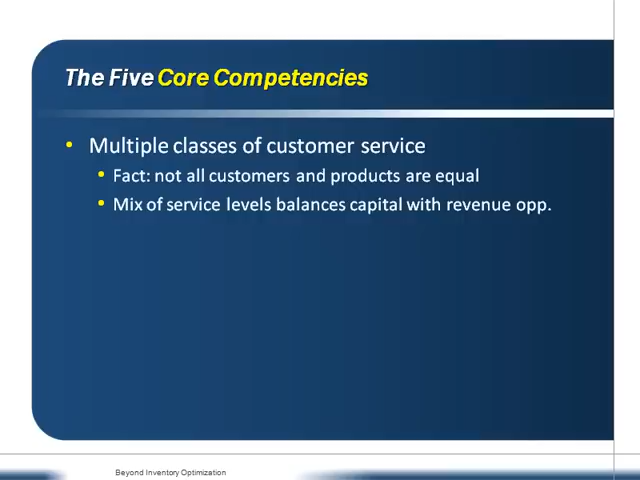 The Five Core Competencies
• Multiple classes of customer service
• Fact: not all customers and products are equal
• Mix of service levels balances capital with revenue opp.
Beyond Inventory Optimization